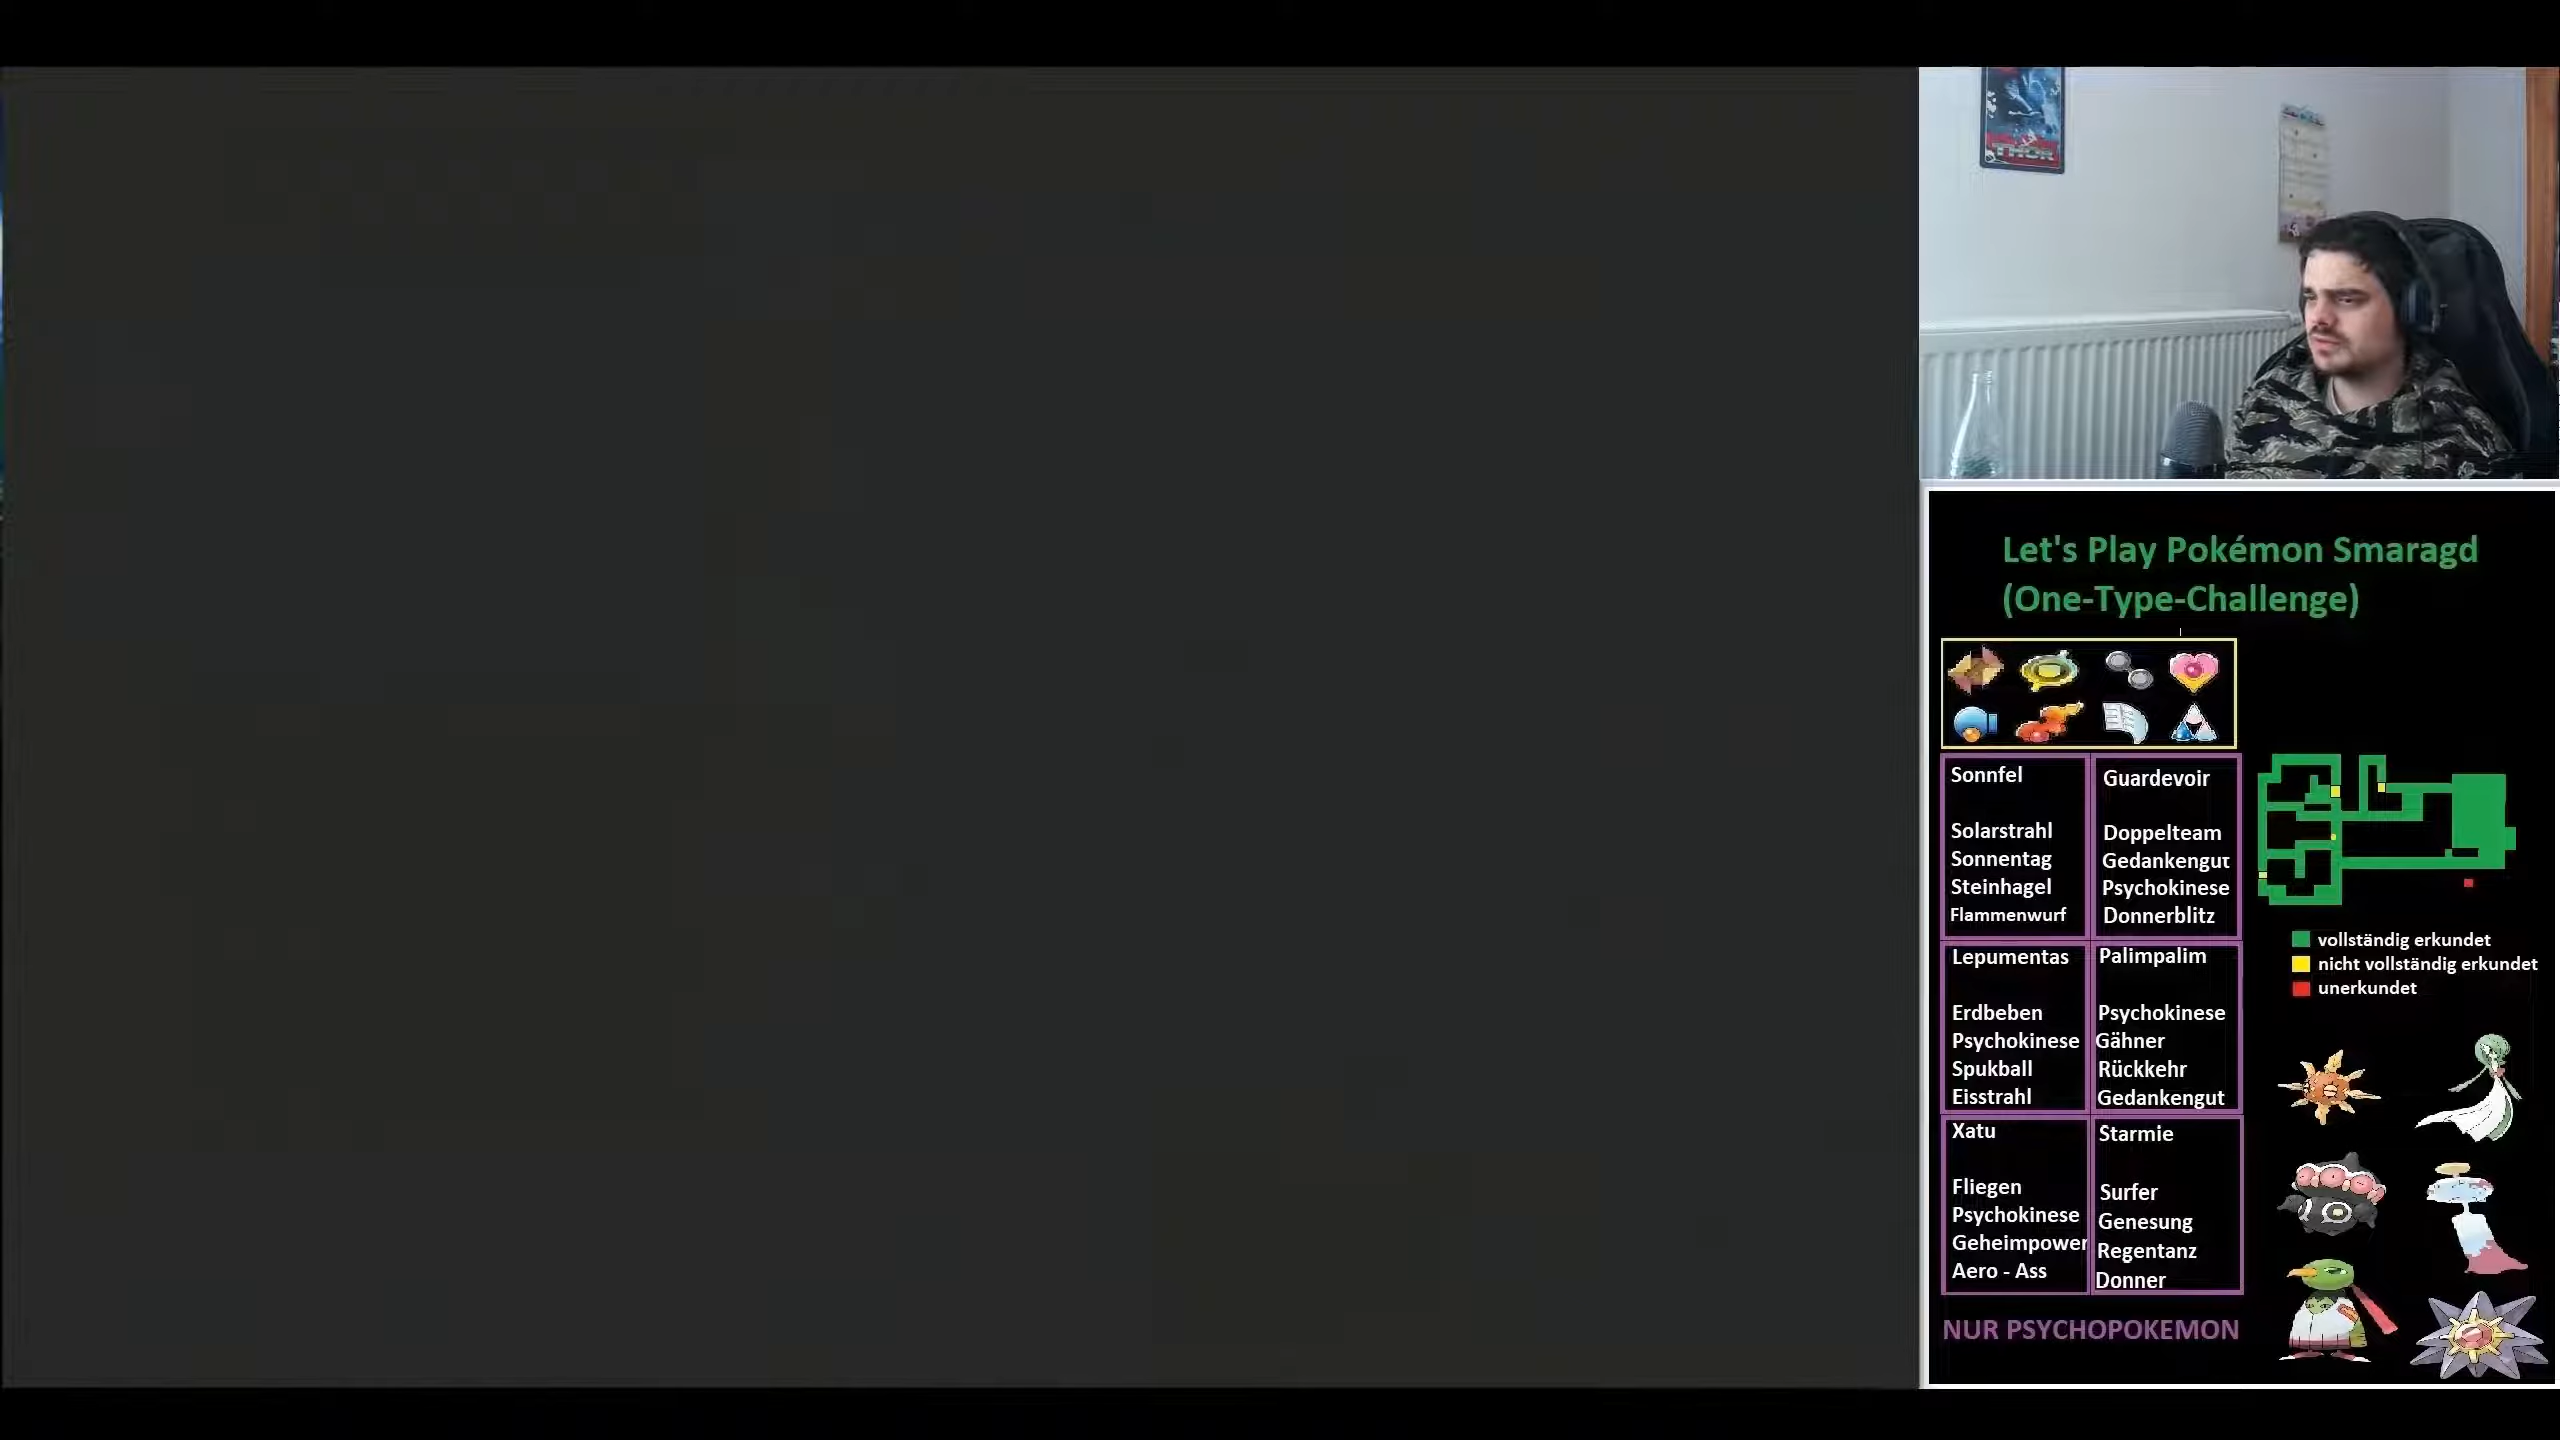 THOR
Let's Play Pokémon Smaragd
(One-Type-Challenge)
Sonnfel
Solarstrahl
Sonnentag
Steinhagel
Flammenwurf
Guardevoir
Doppelteam
Gedankengut
Psychokinese
Donnerblitz
Lepumentas
Erdbeben
Psychokinese
Spukball
Eisstrahl
Palimpalim
Psychokinese
Gähner
Rückkehr
Gedankengut
Xatu
Fliegen
Psychokinese
Geheimpower
Aero - Ass
Starmie
Surfer
Genesung
Regentanz
Donner
vollständig erkundet
nicht vollständig erkundet
unerkundet
NUR PSYCHOPOKEMON